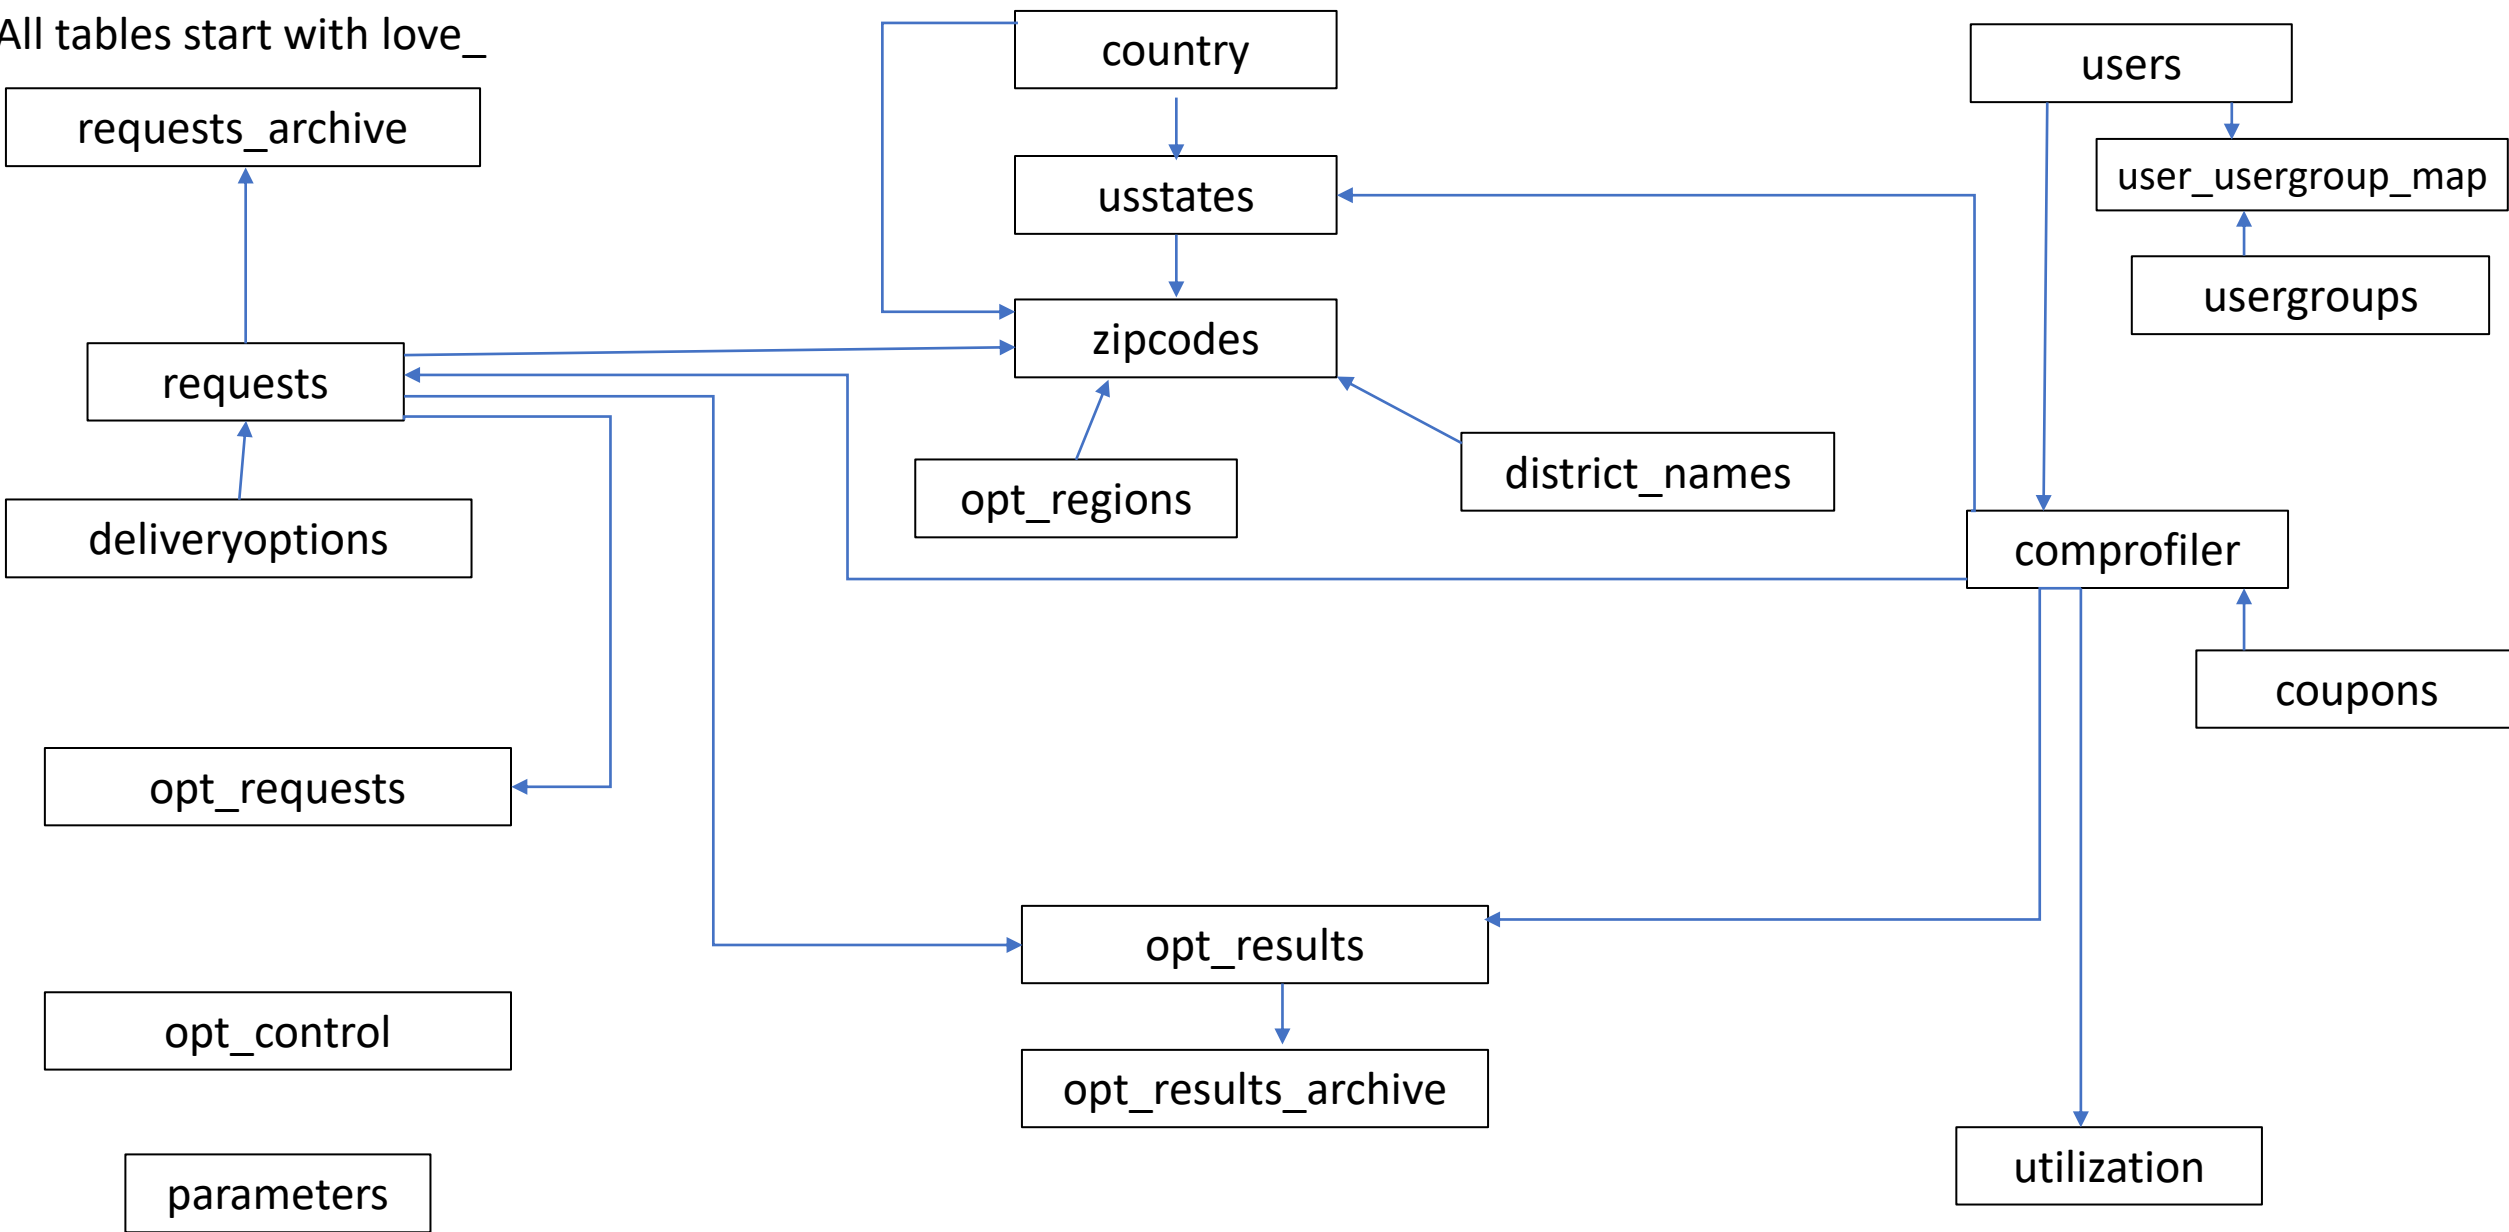 All tables start with love_
country
users
requests_archive
usstates
user_usergroup_map
usergroups
zipcodes
requests
district_names
opt_regions
deliveryoptions
comprofiler
coupons
opt_requests
opt_results
opt_control
opt_results_archive
utilization
parameters